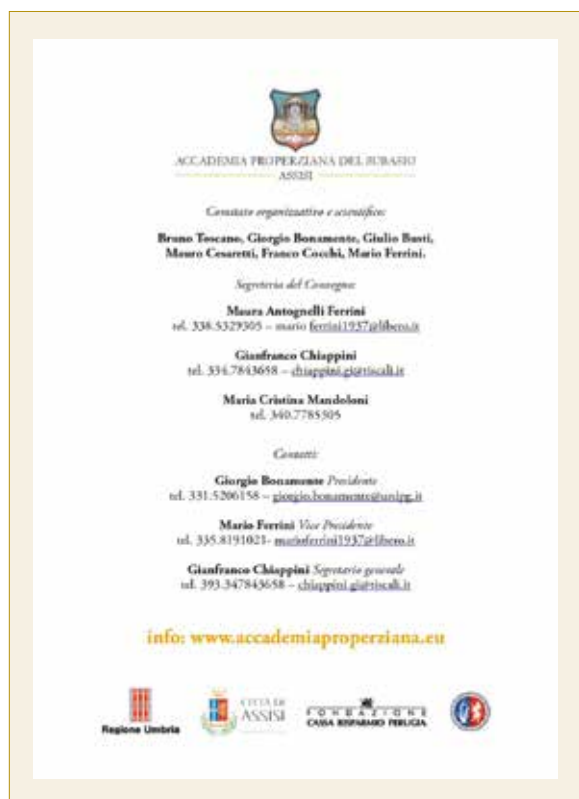 ACCADEMIA PROPERZIANA DEL SUBASIO
ASSISI
Comitato organizzativo e scientifico:
Bruno Toscano, Giorgio Bonamente, Giulio Busti,
Mauro Cesaretti, Franco Cocchi, Mario Ferrini.
Segreteria del Convegno:
Maura Antognelli Ferrini
tel. 338.5329305 – mario ferrini1937@libero.it
Gianfranco Chiappini
tel. 334.7843658 – chiappini.gi@tiscali.it
Maria Cristina Mandoloni
tel. 340.7785305
Contatti:
Giorgio Bonamente Presidente
tel. 331.5206158 – giorgio.bonamente@unipg.it
Mario Ferrini Vice Presidente
tel. 335.8191021- marioferrini1937@libero.it
Gianfranco Chiappini Segretario generale
tel. 393.347843658 – chiappini.gi@tiscali.it
info: www.accademiaproperziana.eu
Regione Umbria
CITTÀ DI
ASSISI
FONDAZIONE
CASSA RISPARMIO PERUGIA